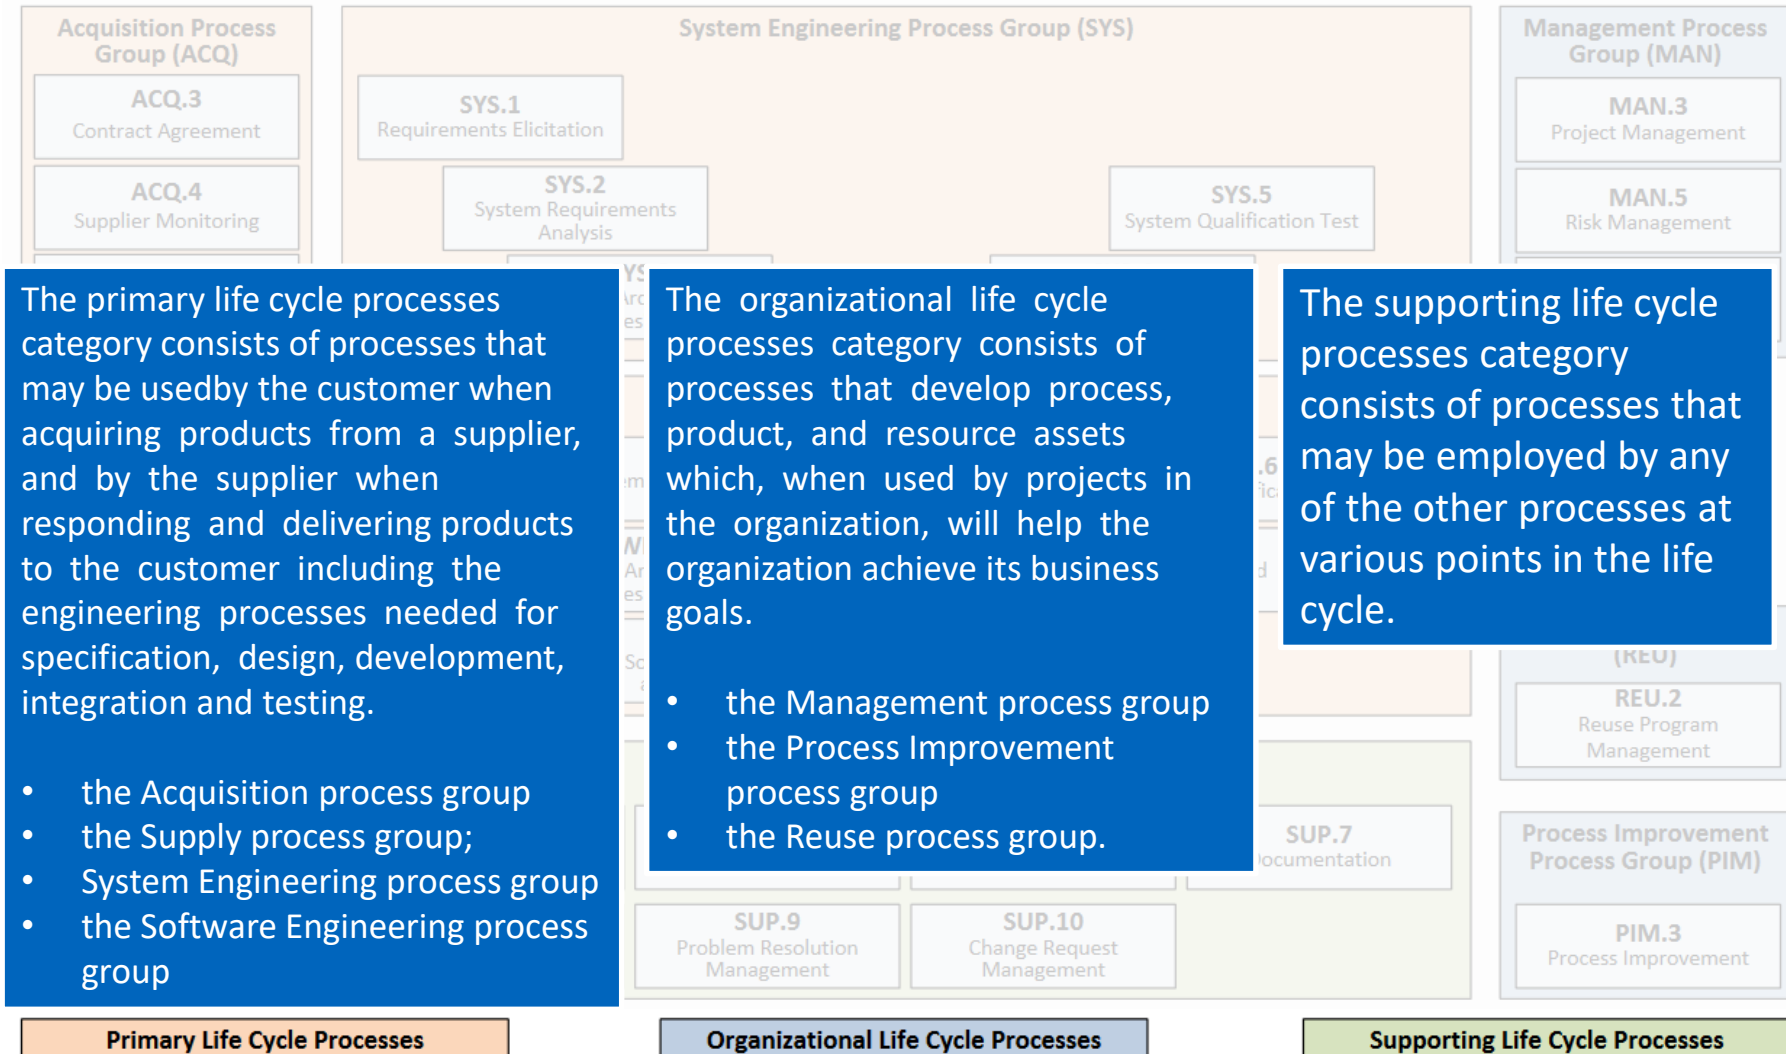 Acquisition Process
Group (ACQ)
ACQ.3
Contract Agreement
ACQ.4
Supplier Monitoring
System Engineering Process Group (SYS)
SYS.1
Requirements Elicitation
SYS.2
System Requirements
Analysis
SYS.5
System Qualification Test
Management Process
Group (MAN)
MAN.3
Project Management
MAN.5
Risk Management
The primary life cycle processes
category consists of processes that
may be usedby the customer when
acquiring products from a supplier,
and by the supplier when
responding and delivering products
to the customer including the
engineering processes needed for
specification, design, development,
integration and testing.
• the Acquisition process group
• the Supply process group;
• System Engineering process group
• the Software Engineering process
group
The organizational life cycle
processes category consists of
processes that develop process,
product, and resource assets
which, when used by projects in
the organization, will help the
organization achieve its business
goals.
• the Management process group
• the Process Improvement
process group
• the Reuse process group.
The supporting life cycle
processes category
consists of processes that
may be employed by any
of the other processes at
various points in the life
cycle.
(REU)
REU.2
Reuse Program
Management
SUP.7
SUP.9
Problem Resolution
Management
SUP.10
Change Request
Management
Process Improvement
Process Group (PIM)
PIM.3
Process Improvement
Primary Life Cycle Processes
Organizational Life Cycle Processes
Supporting Life Cycle Processes